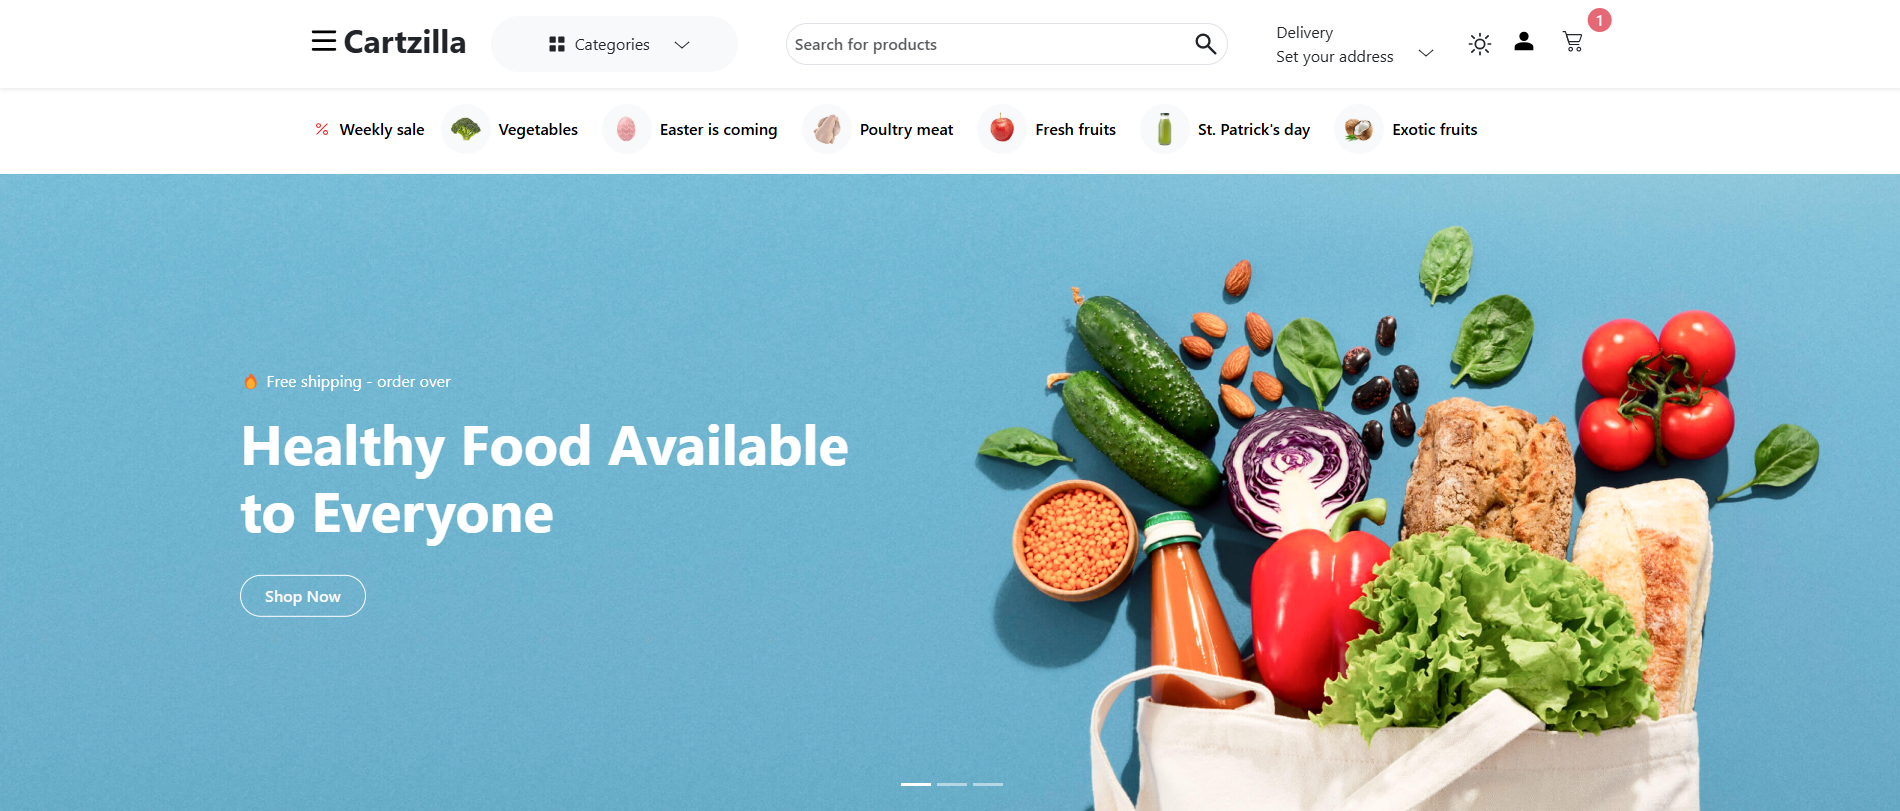 Cartzilla
Categories
Search for products
Delivery
Set your address
1
Weekly sale
Vegetables
Easter is coming
Poultry meat
Fresh fruits
St. Patrick's day
Exotic fruits
Free shipping - order over
Healthy Food Available
to Everyone
Shop Now